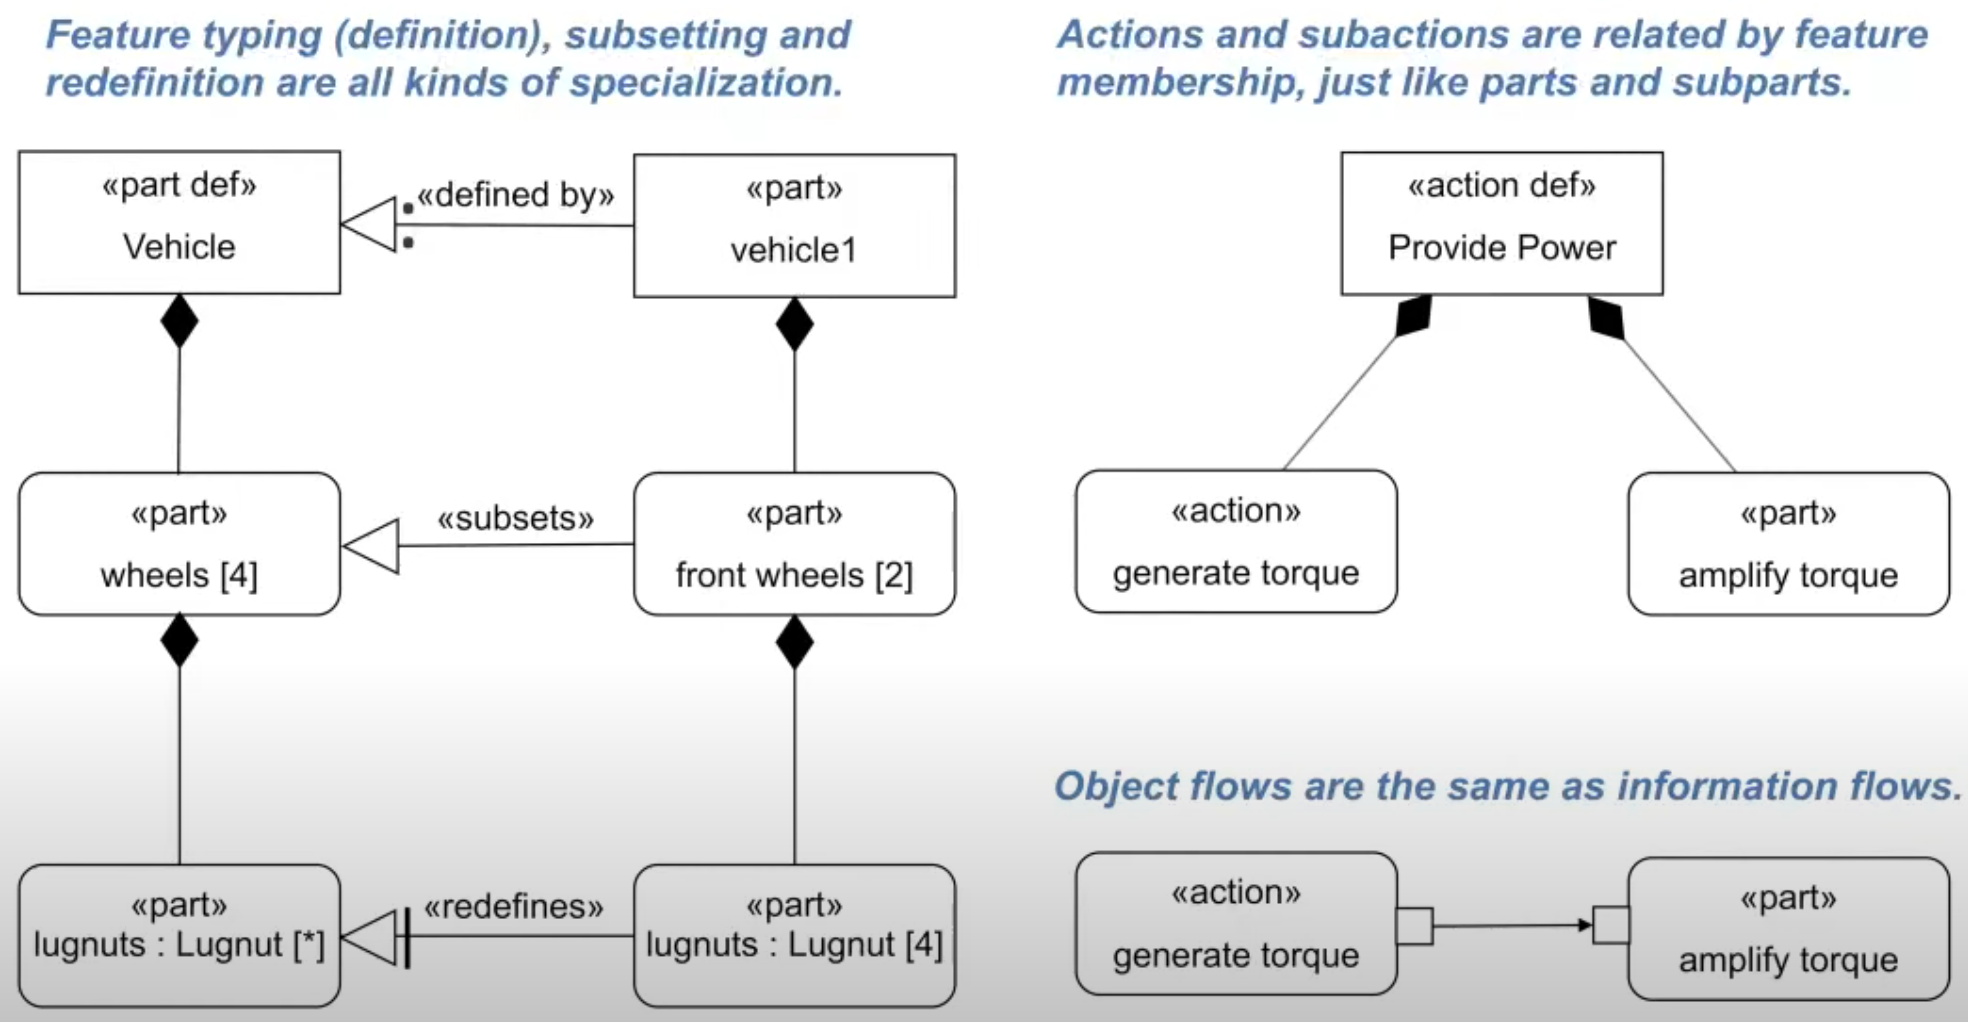 Feature typing (definition), subsetting and
redefinition are all kinds of specialization.
«part def»
Vehicle
«defined by»
«part»
vehicle1
«part»
wheels [4]
«subsets»
«part»
front wheels [2]
«part»
lugnuts : Lugnut [*]
«redefines»
«part»
lugnuts : Lugnut [4]
Actions and subactions are related by feature
membership, just like parts and subparts.
«action def»
Provide Power
«action»
generate torque
«part»
amplify torque
Object flows are the same as information flows.
«action»
generate torque
«part»
amplify torque